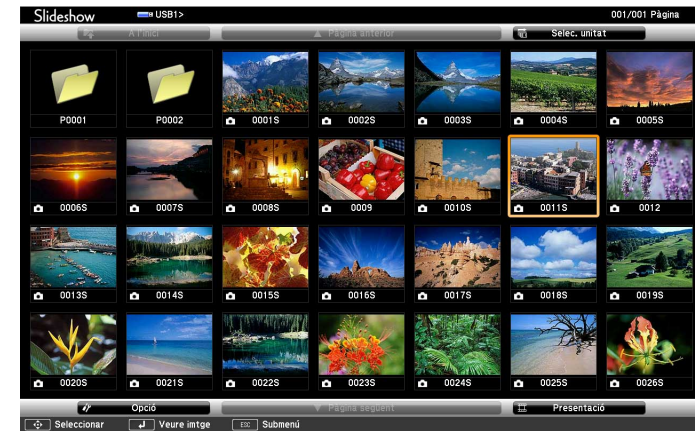 Slideshow USB1> 001/001 Pàgina
A l'inici Pàgina anterior Selec. unitat
P0001 P0002 0001S 0002S 0003S 0004S 0005S
0006S 0007S 0008S 0009 0010S 0011S 0012
0013S 0014S 0015S 0016S 0017S 0018S 0019S
0020S 0021S 0022S 0023S 0024S 0025S 0026S
Opció Pàgina següent Presentació
Seleccionar Veure imtge ESC Submenú